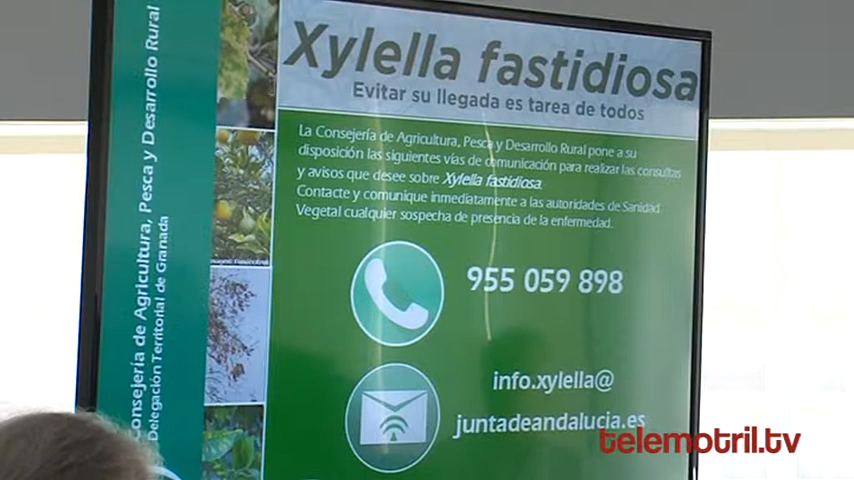 Consejería de Agricultura, Pesca y Desarrollo Rural
Delegación Territorial de Granada
Xylella fastidiosa
Evitar su llegada es tarea de todos
La Consejería de Agricultura, Pesca y Desarrollo Rural pone a su
disposición las siguientes vías de comunicación para realizar las consultas
y avisos que desee sobre Xylella fastidiosa.
Contacte y comunique inmediatamente a las autoridades de Sanidad
Vegetal cualquier sospecha de presencia de la enfermedad.
955 059 898
info.xylella@
juntadeandalucia.es
telemotril.tv